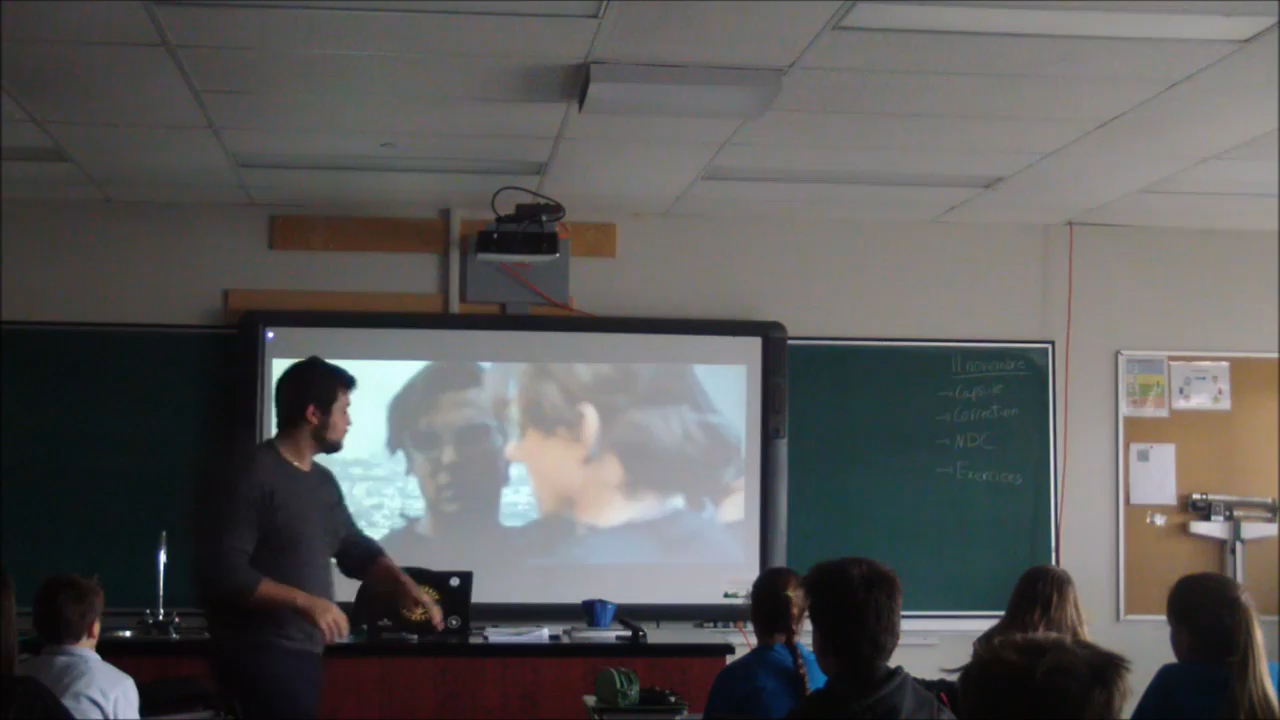 11 novembre
→ Capsule
→ Correction
→ NDC
→ Exercices